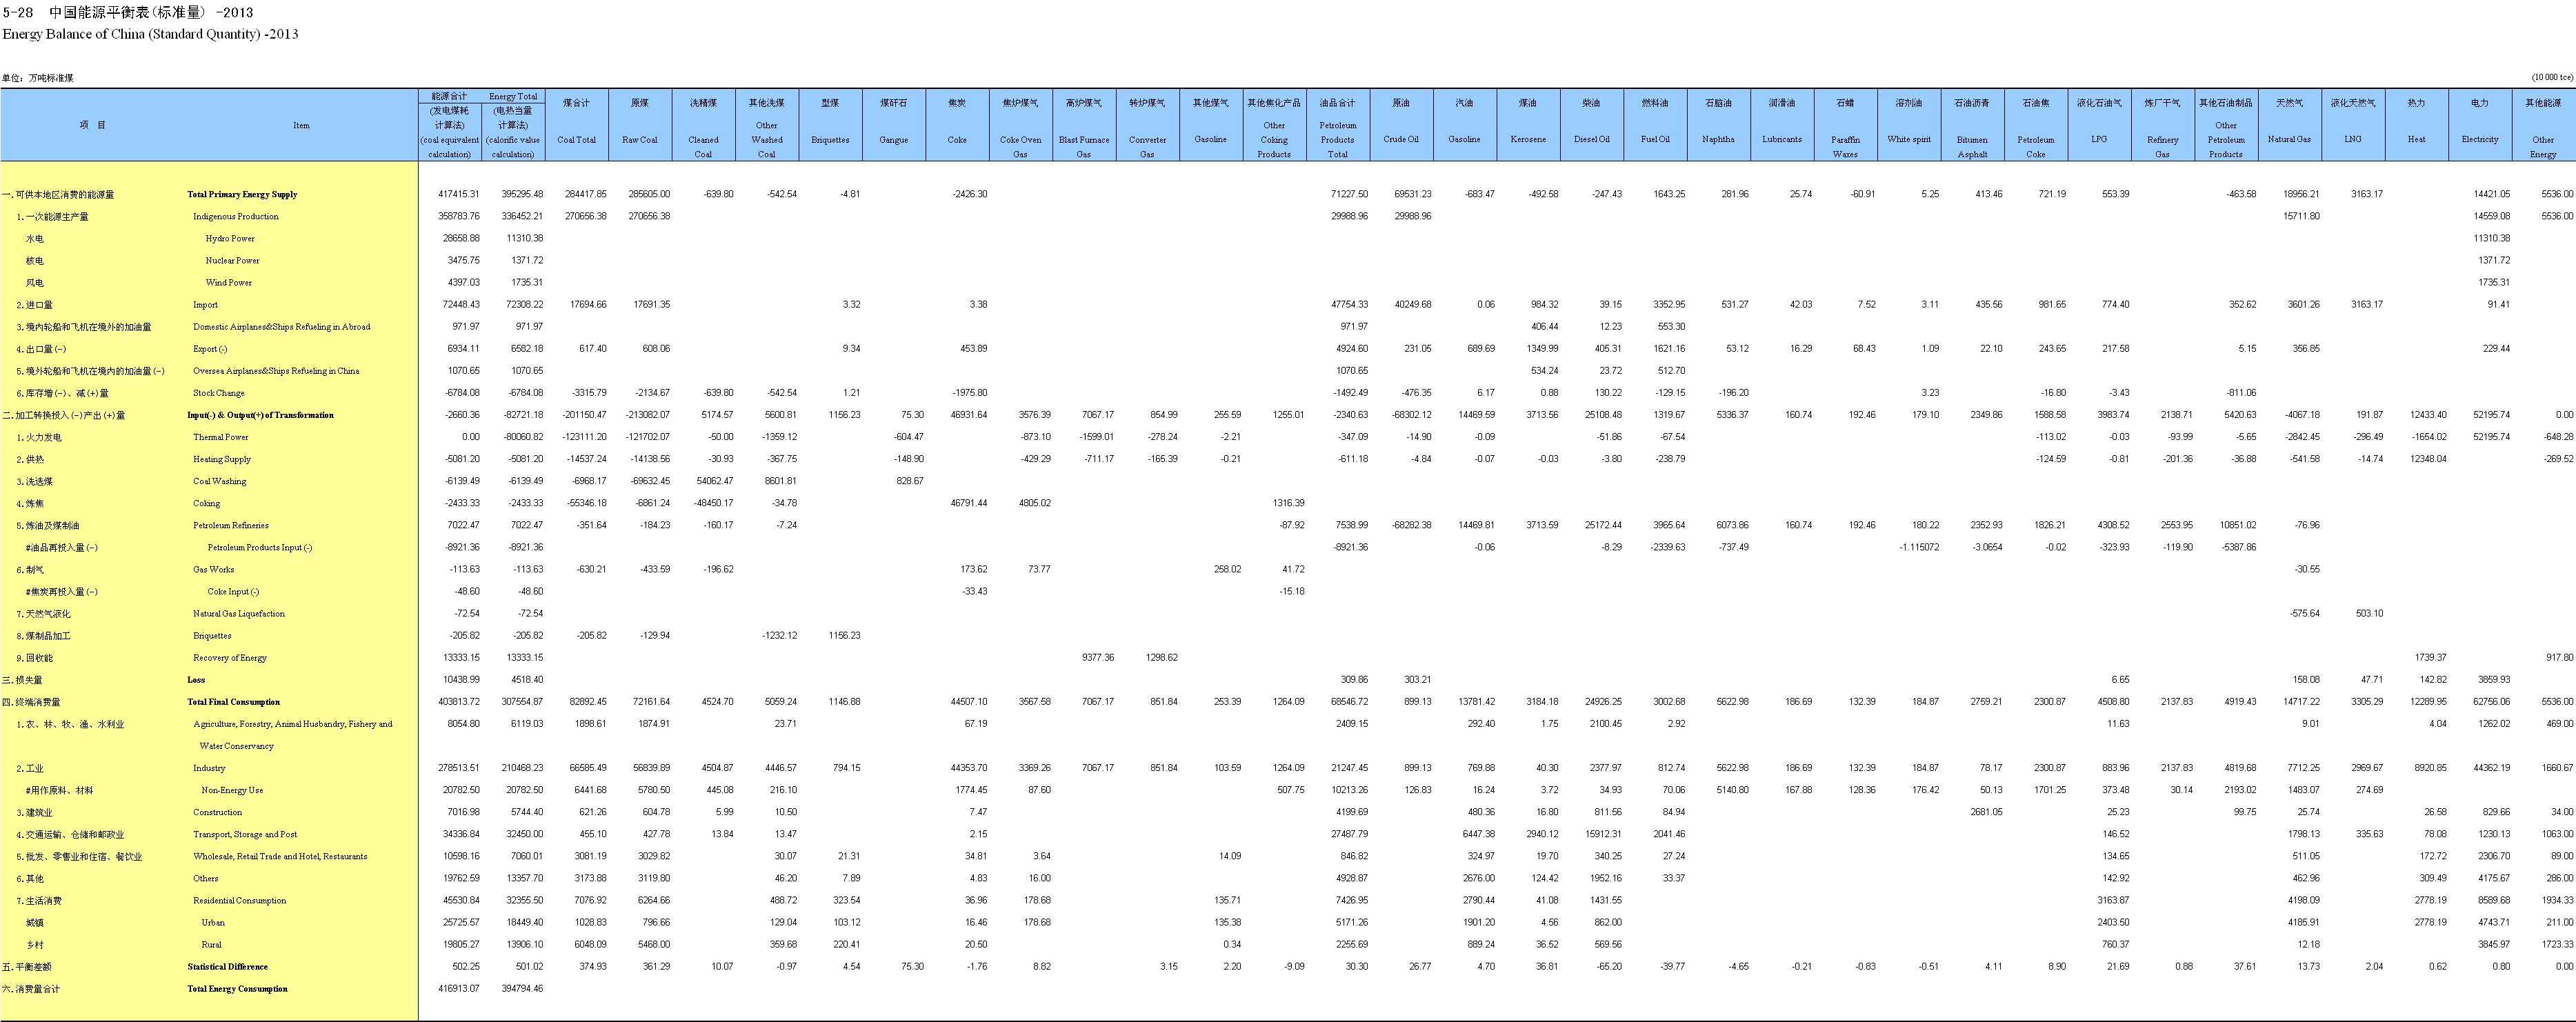 5-28 中国能源平衡表(标准量) -2013
Energy Balance of China (Standard Quantity) -2013
单位: 万吨标准煤 (10 000 tce)
项 目 Item 能源合计 (发电煤耗计算法) Energy Total (电热当量计算法) (coal equivalent calculation) (calorific value calculation) 煤合计 Coal Total 原煤 Raw Coal 洗精煤 Cleaned Coal 其他洗煤 Other Washed Coal 型煤 Briquettes 煤矸石 Gangue 焦炭 Coke 焦炉煤气 Coke Oven Gas 高炉煤气 Blast Furnace Gas 转炉煤气 Converter Gas 其他煤气 Gasoline 其他焦化产品 Other Coking Products 油品合计 Petroleum Products Total 原油 Crude Oil 汽油 Gasoline 煤油 Kerosene 柴油 Diesel Oil 燃料油 Fuel Oil 石脑油 Naphtha 润滑油 Lubricants 石蜡 Paraffin Waxes 溶剂油 White spirit 石油沥青 Bitumen Asphalt 石油焦 Petroleum Coke 液化石油气 LPG 炼厂干气 Refinery Gas 其他石油制品 Other Petroleum Products 天然气 Natural Gas 液化天然气 LNG 热力 Heat 电力 Electricity 其他能源 Other Energy
一.可供本地区消费的能源量 Total Primary Energy Supply 417415.31 395295.48 284417.85 285605.00 -639.80 -542.54 -4.81 -2426.30 71227.50 69531.23 -683.47 -492.58 -247.43 1643.25 281.96 25.74 -60.91 5.25 413.46 721.19 553.39 -463.58 18956.21 3163.17 14421.05 5536.00
1.一次能源生产量 Indigenous Production 358783.76 336452.21 270656.38 270656.38 29988.96 29988.96 15711.80 14559.08 5536.00
水电 Hydro Power 28658.88 11310.38 11310.38
核电 Nuclear Power 3475.75 1371.72 1371.72
风电 Wind Power 4397.03 1735.31 1735.31
2.进口量 Import 72448.43 72308.22 17694.66 17691.35 3.32 3.38 47754.33 40249.68 0.06 984.32 39.15 3352.95 531.27 42.03 7.52 3.11 435.56 981.65 774.40 352.62 3601.26 3163.17 91.41
3.境内轮船和飞机在境外的加油量 Domestic Airplanes&Ships Refueling in Abroad 971.97 971.97 971.97 406.44 12.23 553.30
4.出口量(-) Export (-) 6934.11 6582.18 617.40 608.06 9.34 453.89 4924.60 231.05 689.69 1349.99 405.31 1621.16 53.12 16.29 68.43 1.09 22.10 243.65 217.58 5.15 356.85 229.44
5.境外轮船和飞机在境内的加油量(-) Oversea Airplanes&Ships Refueling in China 1070.65 1070.65 1070.65 534.24 23.72 512.70
6.库存增(-)、减(+)量 Stock Change -6784.08 -6784.08 -3315.79 -2134.67 -639.80 -542.54 1.21 -1975.80 -1492.49 -476.35 6.17 0.88 130.22 -129.15 -196.20 3.23 -16.80 -3.43 -811.06
二.加工转换投入(-)产出(+)量 Input(-) & Output(+) of Transformation -2660.36 -82721.18 -201150.47 -213082.07 5174.57 5600.81 1156.23 75.30 46931.64 3576.39 7067.17 854.99 255.59 1255.01 -2340.63 -68302.12 14469.59 3713.56 25108.48 1319.67 5336.37 160.74 192.46 179.10 2349.86 1588.58 3983.74 2138.71 5420.63 -4067.18 191.87 12433.40 52195.74 0.00
1.火力发电 Thermal Power 0.00 -80060.82 -123111.20 -121702.07 -50.00 -1359.12 -604.47 -873.10 -1599.01 -278.24 -2.21 -347.09 -14.90 -0.09 -51.86 -67.54 -113.02 -0.03 -93.99 -5.65 -2842.45 -296.49 -1654.02 52195.74 -648.28
2.供热 Heating Supply -5081.20 -5081.20 -14537.24 -14138.56 -30.93 -367.75 -148.90 -429.29 -711.17 -165.39 -0.21 -611.18 -4.84 -0.07 -0.03 -3.80 -238.79 -124.59 -0.81 -201.36 -36.88 -541.58 -14.74 12348.04 -269.52
3.洗选煤 Coal Washing -6139.49 -6139.49 -6968.17 -69632.45 54062.47 8601.81 828.67
4.炼焦 Coking -2433.33 -2433.33 -55346.18 -6861.24 -48450.17 -34.78 46791.44 4805.02 1316.39
5.炼油及煤制油 Petroleum Refineries 7022.47 7022.47 -351.64 -184.23 -160.17 -7.24 -87.92 7538.99 -68282.38 14469.81 3713.59 25172.44 3965.64 6073.86 160.74 192.46 180.22 2352.93 1826.21 4308.52 2553.95 10851.02 -76.96
#油品再投入量(-) Petroleum Products Input (-) -8921.36 -8921.36 -8921.36 -0.06 -8.29 -2339.63 -737.49 -1.115072 -3.0654 -0.02 -323.93 -119.90 -5387.86
6.制气 Gas Works -113.63 -113.63 -630.21 -433.59 -196.62 173.62 73.77 258.02 41.72 -30.55
#焦炭再投入量(-) Coke Input (-) -48.60 -48.60 -33.43 -15.18
7.天然气液化 Natural Gas Liquefaction -72.54 -72.54 -575.64 503.10
8.煤制品加工 Briquettes -205.82 -205.82 -205.82 -129.94 -1232.12 1156.23
9.回收能 Recovery of Energy 13333.15 13333.15 9377.36 1298.62 1739.37 917.80
三.损失量 Loss 10438.99 4518.40 309.86 303.21 6.65 158.08 47.71 142.82 3859.93
四.终端消费量 Total Final Consumption 403813.72 307554.87 82892.45 72161.64 4524.70 5059.24 1146.88 44507.10 3567.58 7067.17 851.84 253.39 1264.09 68546.72 899.13 13781.42 3184.18 24926.25 3002.68 5622.98 186.69 132.39 184.87 2759.21 2300.87 4508.80 2137.83 4919.43 14717.22 3305.29 12289.95 62756.06 5536.00
1.农、林、牧、渔、水利业 Agriculture, Forestry, Animal Husbandry, Fishery and 8054.80 6119.03 1898.61 1874.91 23.71 67.19 2409.15 292.40 1.75 2100.45 2.92 11.63 9.01 4.04 1262.02 469.00
Water Conservancy
2.工业 Industry 278513.51 210468.23 66585.49 56839.89 4504.87 4446.57 794.15 44353.70 3369.26 7067.17 851.84 103.59 1264.09 21247.45 899.13 769.88 40.30 2377.97 812.74 5622.98 186.69 132.39 184.87 78.17 2300.87 883.96 2137.83 4819.68 7712.25 2969.67 8920.85 44362.19 1660.67
#用作原料、材料 Non-Energy Use 20782.50 20782.50 6441.68 5780.50 445.08 216.10 1774.45 87.60 507.75 10213.26 126.83 16.24 3.72 34.93 70.06 5140.80 167.88 128.36 176.42 50.13 1701.25 373.48 30.14 2193.02 1483.07 274.69
3.建筑业 Construction 7016.98 5744.40 621.26 604.78 5.99 10.50 7.47 4199.69 480.36 16.80 811.56 84.94 2681.05 25.23 99.75 25.74 26.58 829.66 34.00
4.交通运输、仓储和邮政业 Transport, Storage and Post 34336.84 32450.00 455.10 427.78 13.84 13.47 2.15 27487.79 6447.38 2940.12 15912.31 2041.46 146.52 1798.13 335.63 78.08 1230.13 1063.00
5.批发、零售业和住宿、餐饮业 Wholesale, Retail Trade and Hotel, Restaurants 10598.16 7060.01 3081.19 3029.82 30.07 21.31 34.81 3.64 14.09 846.82 324.97 19.70 340.25 27.24 134.65 511.05 172.72 2306.70 89.00
6.其他 Others 19762.59 13357.70 3173.88 3119.80 46.20 7.89 4.83 16.00 4928.87 2676.00 124.42 1952.16 33.37 142.92 462.96 309.49 4175.67 286.00
7.生活消费 Residential Consumption 45530.84 32355.50 7076.92 6264.66 488.72 323.54 36.96 178.68 135.71 7426.95 2790.44 41.08 1431.55 3163.87 4198.09 2778.19 8589.68 1934.33
城镇 Urban 25725.57 18449.40 1028.83 796.66 129.04 103.12 16.46 178.68 135.38 5171.26 1901.20 4.56 862.00 2403.50 4185.91 2778.19 4743.71 211.00
乡村 Rural 19805.27 13906.10 6048.09 5468.00 359.68 220.41 20.50 0.34 2255.69 889.24 36.52 569.56 760.37 12.18 3845.97 1723.33
五.平衡差额 Statistical Difference 502.25 501.02 374.93 361.29 10.07 -0.97 4.54 75.30 -1.76 8.82 3.15 2.20 -9.09 30.30 26.77 4.70 36.81 -65.20 -39.77 -4.65 -0.21 -0.83 -0.51 4.11 8.90 21.69 0.88 37.61 13.73 2.04 0.62 0.80 0.00
六.消费量合计 Total Energy Consumption 416913.07 394794.46